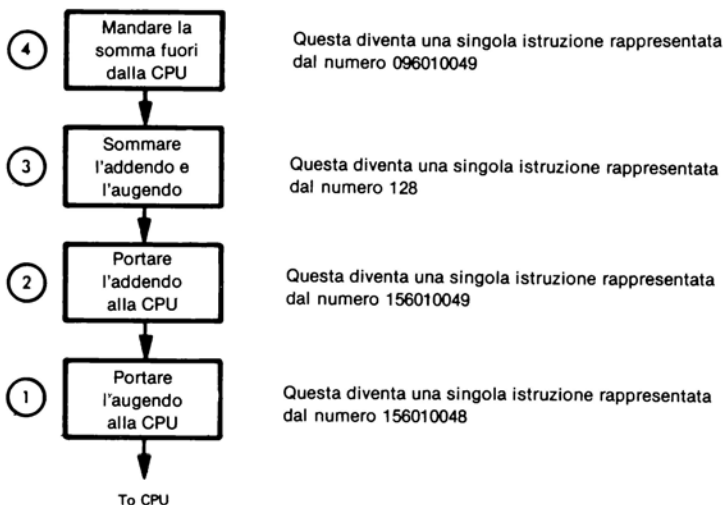 4
Mandare la
somma fuori
dalla CPU
Questa diventa una singola istruzione rappresentata
dal numero 096010049
3
Sommare
l'addendo e
l'augendo
Questa diventa una singola istruzione rappresentata
dal numero 128
2
Portare
l'addendo
alla CPU
Questa diventa una singola istruzione rappresentata
dal numero 156010049
1
Portare
l'augendo
alla CPU
Questa diventa una singola istruzione rappresentata
dal numero 156010048
To CPU